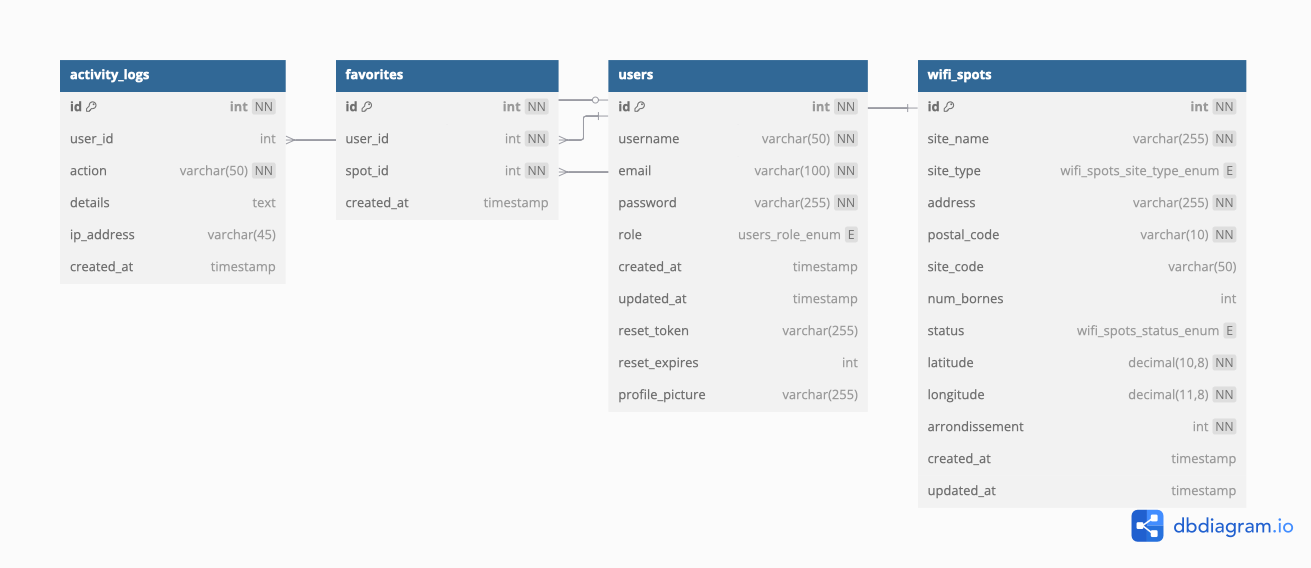 activity_logs
id int NN
user_id int
action varchar(50) NN
details text
ip_address varchar(45)
created_at timestamp
favorites
id int NN
user_id int NN
spot_id int NN
created_at timestamp
users
id int NN
username varchar(50) NN
email varchar(100) NN
password varchar(255) NN
role users_role_enum E
created_at timestamp
updated_at timestamp
reset_token varchar(255)
reset_expires int
profile_picture varchar(255)
wifi_spots
id int NN
site_name varchar(255) NN
site_type wifi_spots_site_type_enum E
address varchar(255) NN
postal_code varchar(10) NN
site_code varchar(50)
num_bornes int
status wifi_spots_status_enum E
latitude decimal(10,8) NN
longitude decimal(11,8) NN
arrondissement int NN
created_at timestamp
updated_at timestamp
dbdiagram.io